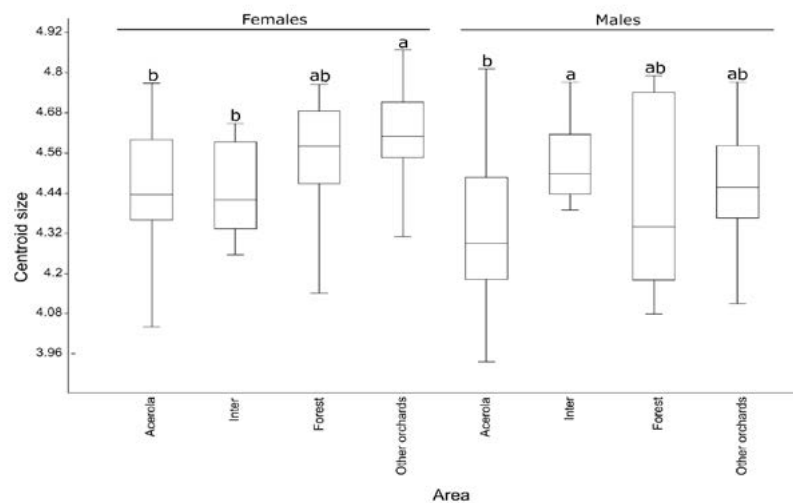 Females Males
4.92
4.8
4.68
4.56
4.44
4.32
4.2
4.08
3.96
Centroid size
b b ab a b a ab ab
Acerola Inter Forest Other orchards Acerola Inter Forest Other orchards
Area